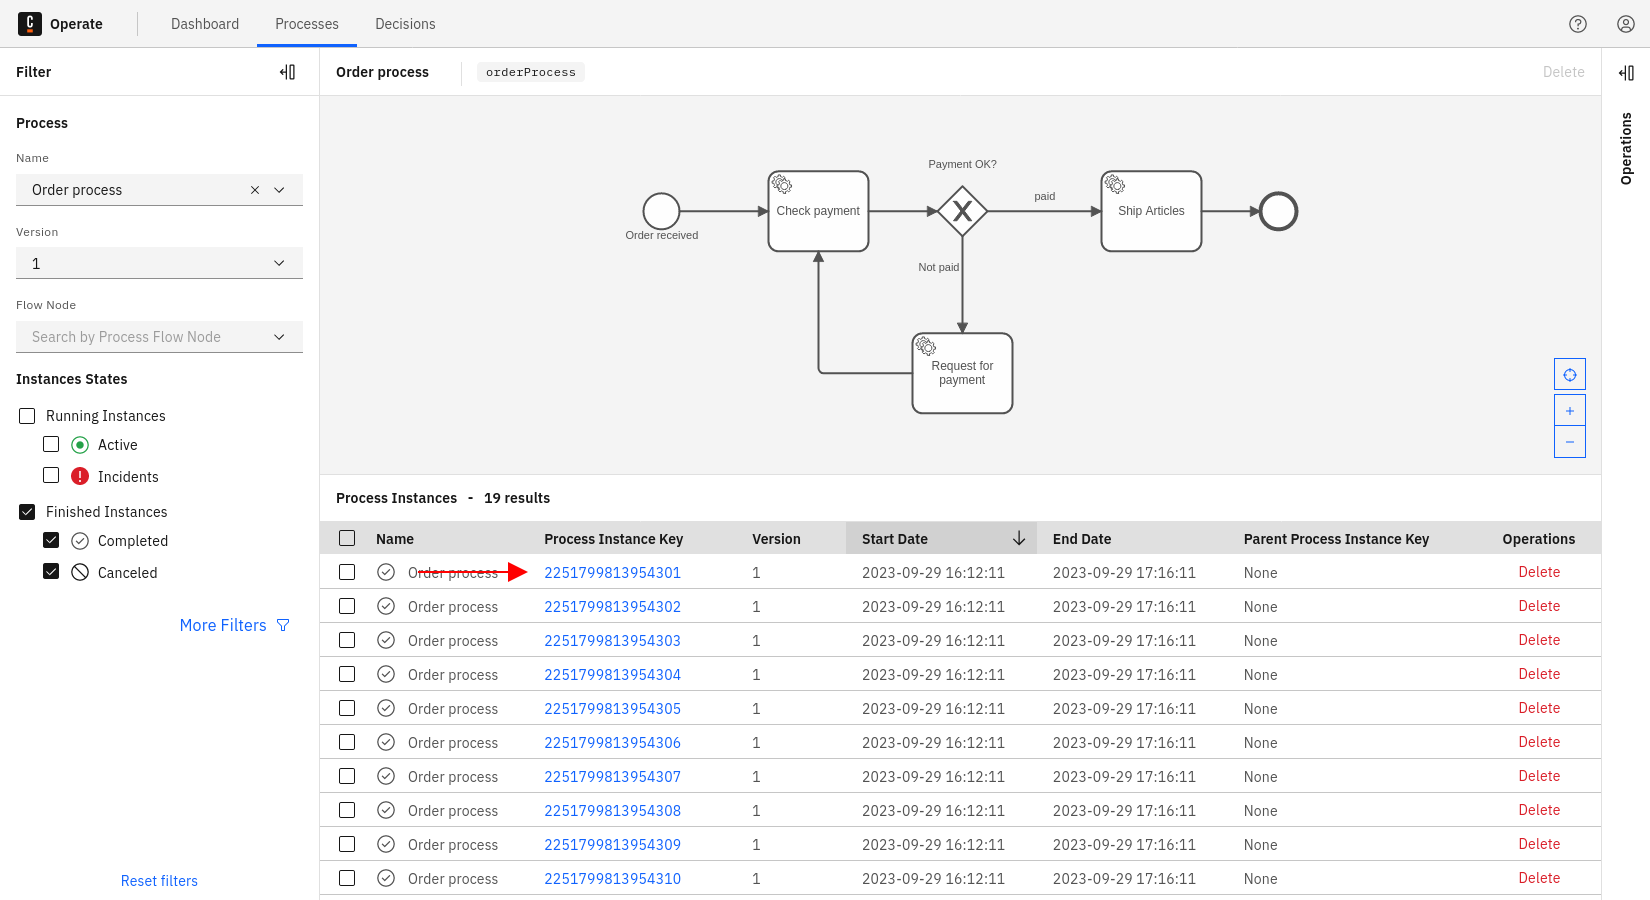 Operate
Dashboard
Processes
Decisions
Filter
Process
Name
Order process
Version
1
Flow Node
Search by Process Flow Node
Instances States
Running Instances
Active
Incidents
Finished Instances
Completed
Canceled
More Filters
Reset filters
Order process
orderProcess
Delete
Operations
Order received
Check payment
Payment OK?
paid
Ship Articles
Not paid
Request for
payment
+
−
Process Instances - 19 results
Name Process Instance Key Version Start Date End Date Parent Process Instance Key Operations
Order process 2251799813954301 1 2023-09-29 16:12:11 2023-09-29 17:16:11 None Delete
Order process 2251799813954302 1 2023-09-29 16:12:11 2023-09-29 17:16:11 None Delete
Order process 2251799813954303 1 2023-09-29 16:12:11 2023-09-29 17:16:11 None Delete
Order process 2251799813954304 1 2023-09-29 16:12:11 2023-09-29 17:16:11 None Delete
Order process 2251799813954305 1 2023-09-29 16:12:11 2023-09-29 17:16:11 None Delete
Order process 2251799813954306 1 2023-09-29 16:12:11 2023-09-29 17:16:11 None Delete
Order process 2251799813954307 1 2023-09-29 16:12:11 2023-09-29 17:16:11 None Delete
Order process 2251799813954308 1 2023-09-29 16:12:11 2023-09-29 17:16:11 None Delete
Order process 2251799813954309 1 2023-09-29 16:12:11 2023-09-29 17:16:11 None Delete
Order process 2251799813954310 1 2023-09-29 16:12:11 2023-09-29 17:16:11 None Delete